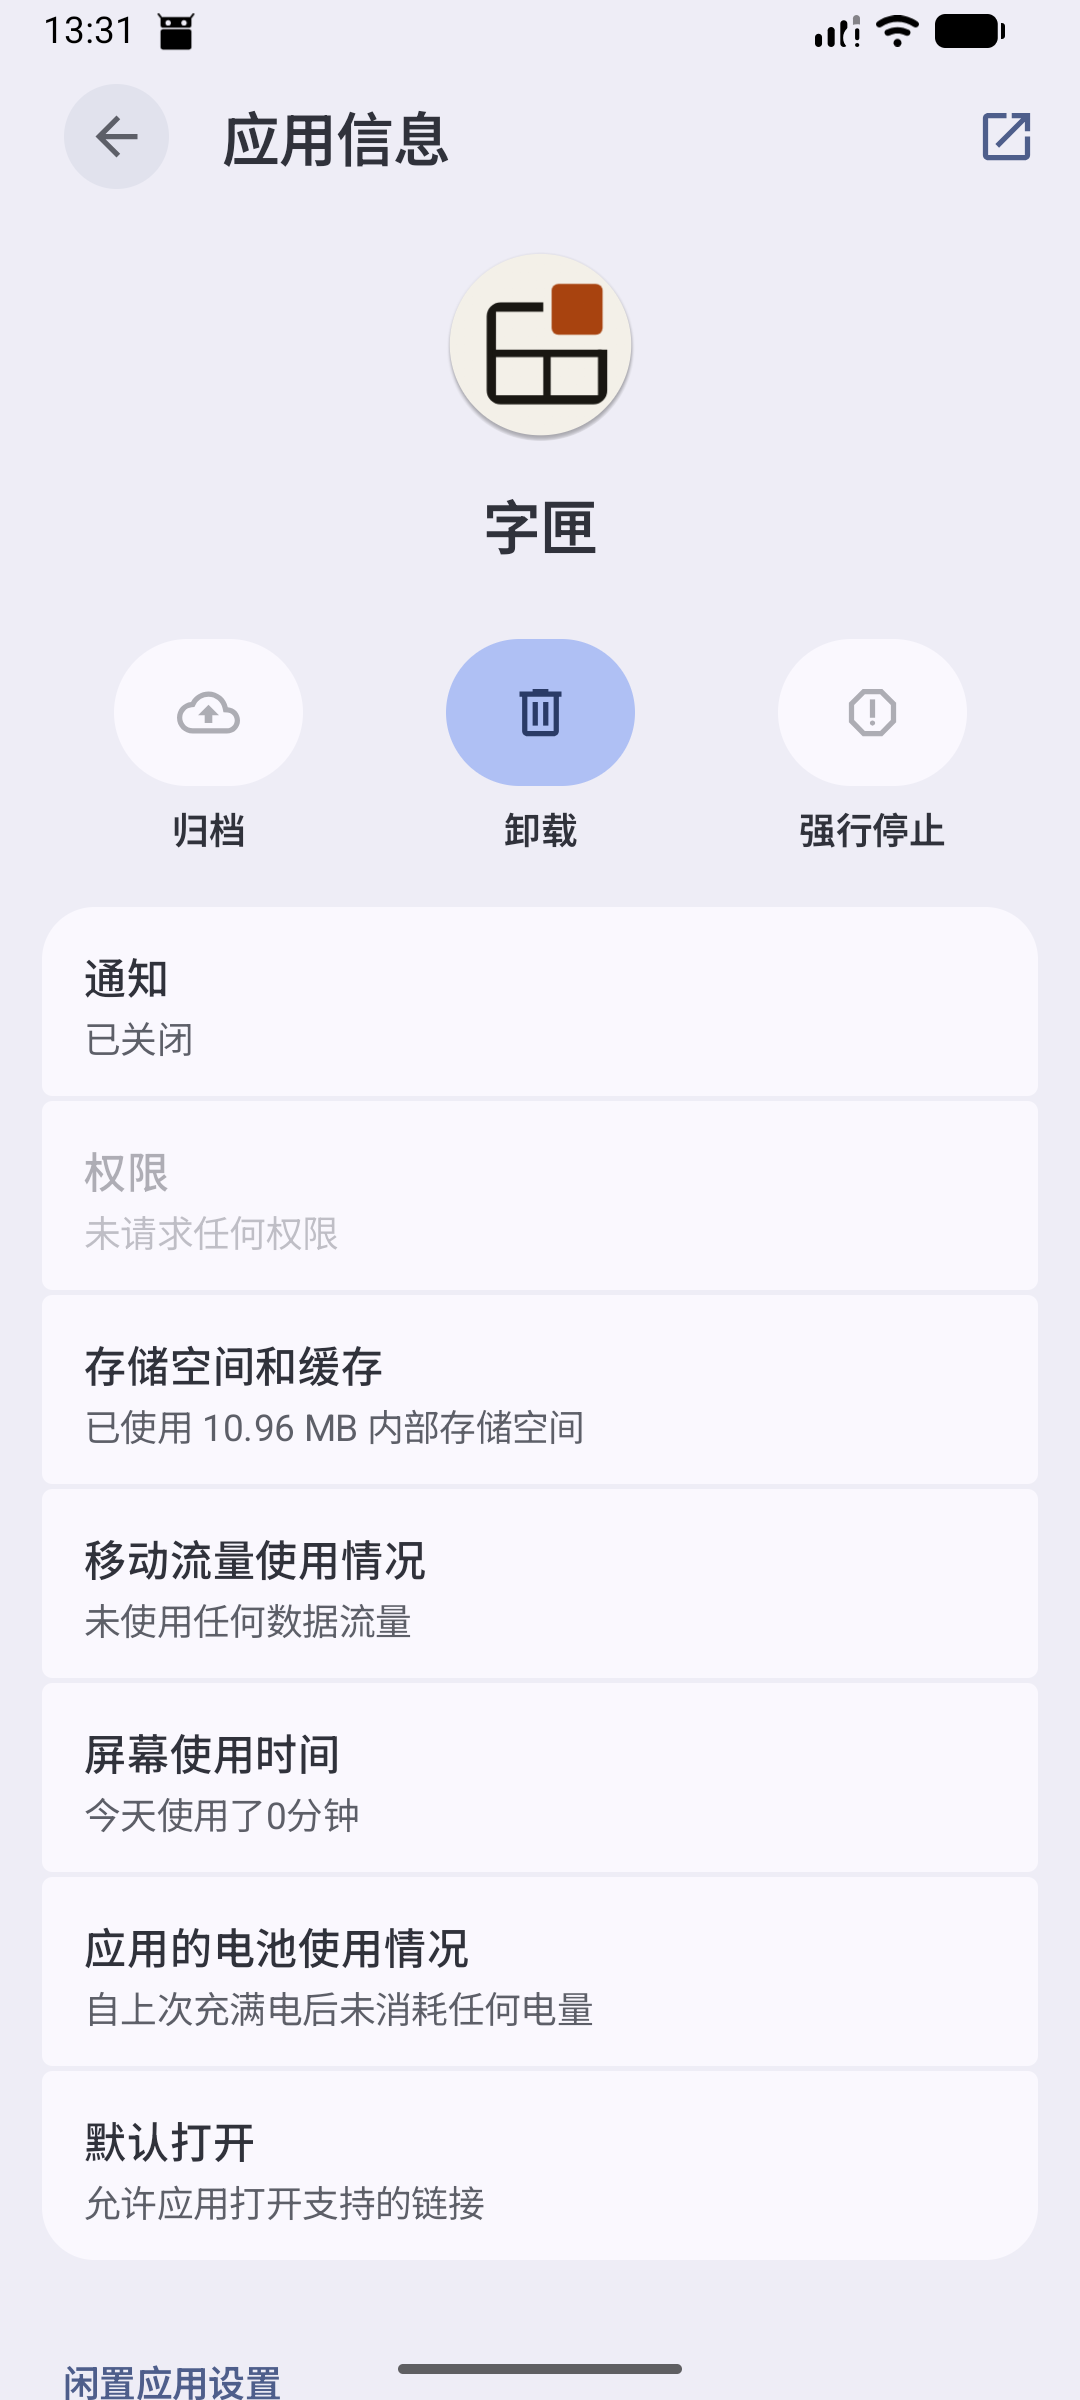 13:31
应用信息
字匣
归档
卸载
强行停止
通知
已关闭
权限
未请求任何权限
存储空间和缓存
已使用 10.96 MB 内部存储空间
移动流量使用情况
未使用任何数据流量
屏幕使用时间
今天使用了0分钟
应用的电池使用情况
自上次充满电后未消耗任何电量
默认打开
允许应用打开支持的链接
闲置应用设置